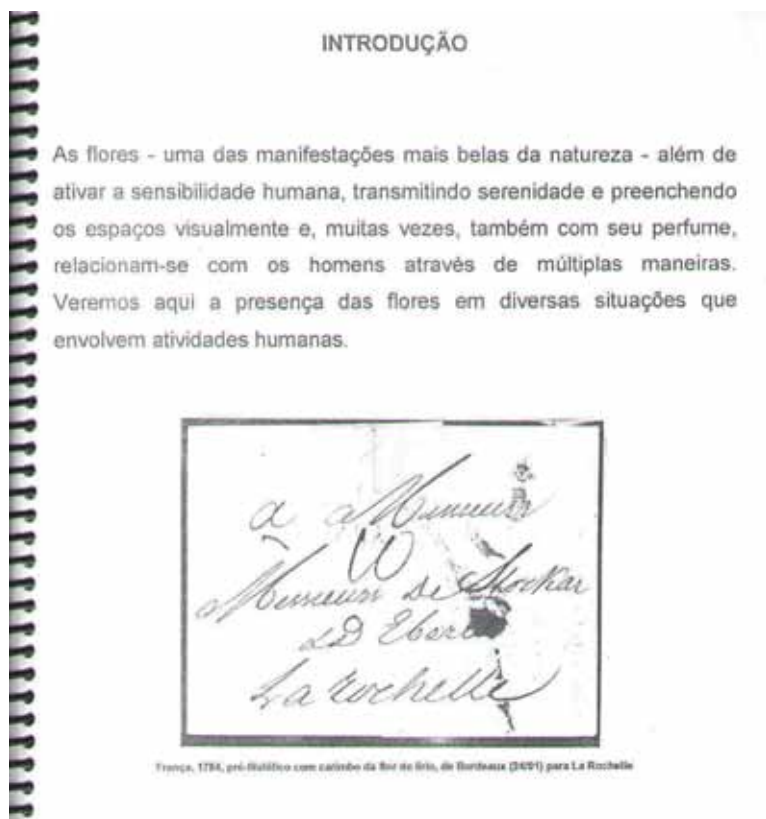 INTRODUÇÃO
As flores - uma das manifestações mais belas da natureza - além de
ativar a sensibilidade humana, transmitindo serenidade e preenchendo
os espaços visualmente e, muitas vezes, também com seu perfume,
relacionam-se com os homens através de múltiplas maneiras.
Veremos aqui a presença das flores em diversas situações que
envolvem atividades humanas.
a Monsieur
Monsieur de Stockar
La Rochelle
França, 1784, pré-filatélico com carimbo da flor de lírio, de Bordeaux (24/01) para La Rochelle